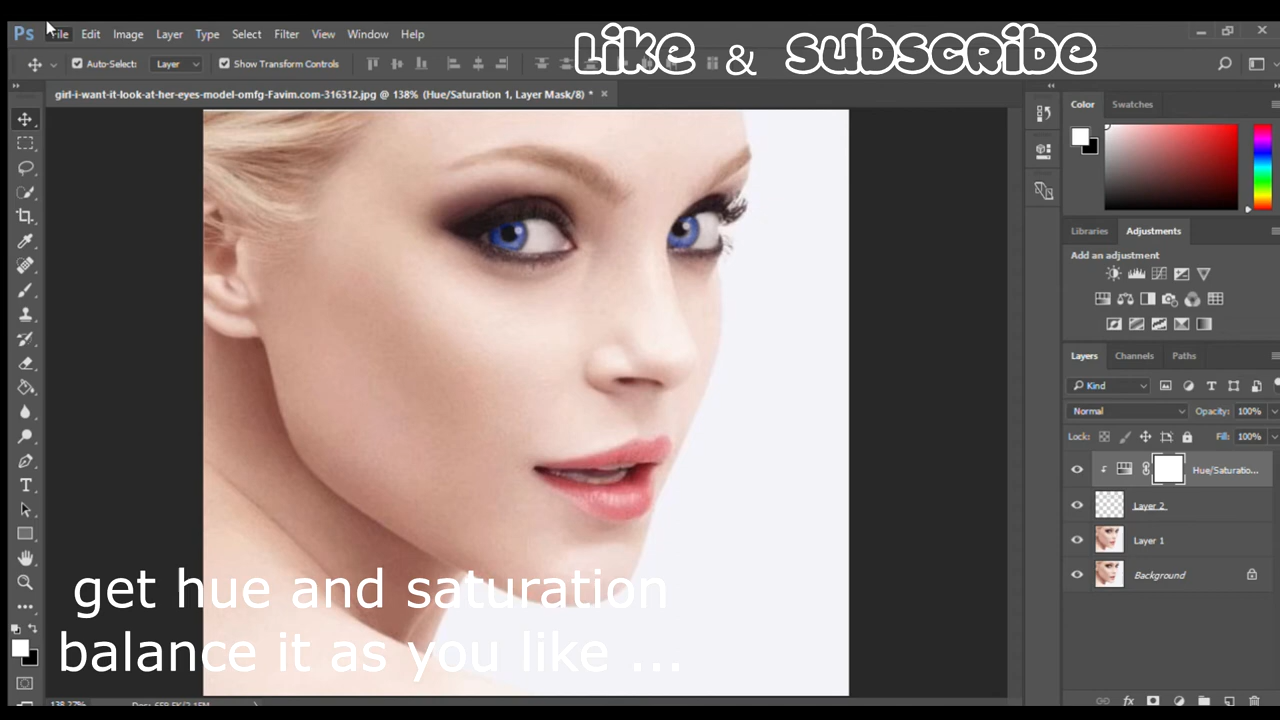 Like & Subscribe
Ps File Edit Image Layer Type Select Filter View Window Help
Auto-Select: Layer Show Transform Controls
girl-i-want-it-look-at-her-eyes-model-omfg-Favim.com-316312.jpg @ 138% (Hue/Saturation 1, Layer Mask/8) * ×
Color Swatches
Libraries Adjustments
Add an adjustment
Layers Channels Paths
Kind
Normal Opacity: 100%
Lock: Fill: 100%
Hue/Saturatio...
Layer 2
Layer 1
Background
get hue and saturation
balance it as you like ...